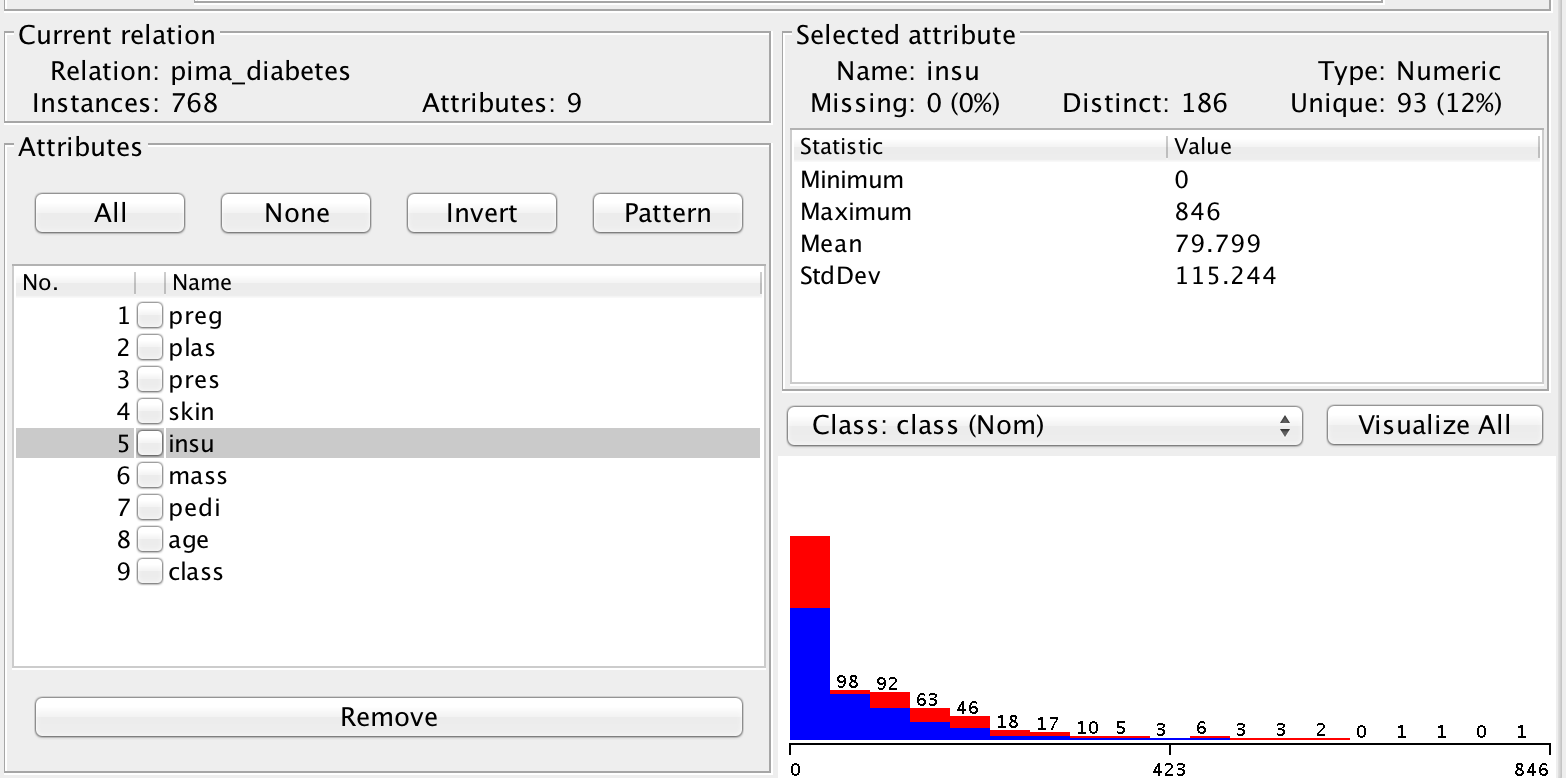 Current relation
Relation: pima_diabetes
Instances: 768 Attributes: 9
Attributes
All None Invert Pattern
No. Name
1 preg
2 plas
3 pres
4 skin
5 insu
6 mass
7 pedi
8 age
9 class
Remove
Selected attribute
Name: insu Type: Numeric
Missing: 0 (0%) Distinct: 186 Unique: 93 (12%)
Statistic Value
Minimum 0
Maximum 846
Mean 79.799
StdDev 115.244
Class: class (Nom) Visualize All
98 92 63 46 18 17 10 5 3 6 3 3 2 0 1 1 0 1
0 423 846